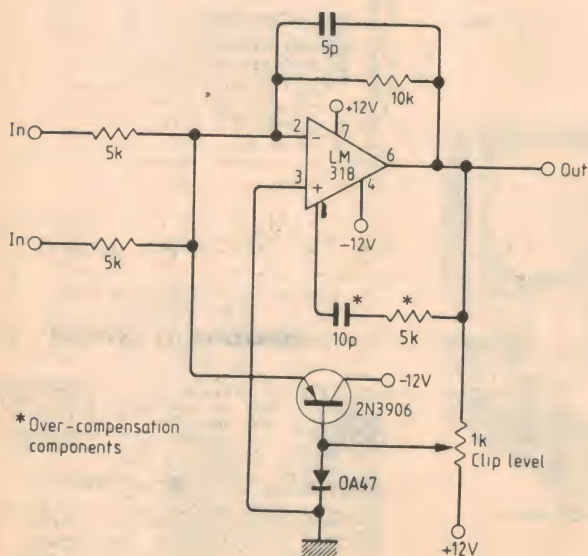 5p
10k
+12V
In
5k
2
7
LM
318
6
3
4
Out
-12V
In
5k
10p
*
5k
*
-12V
2N3906
* Over-compensation
components
OA47
1k
Clip level
+12V